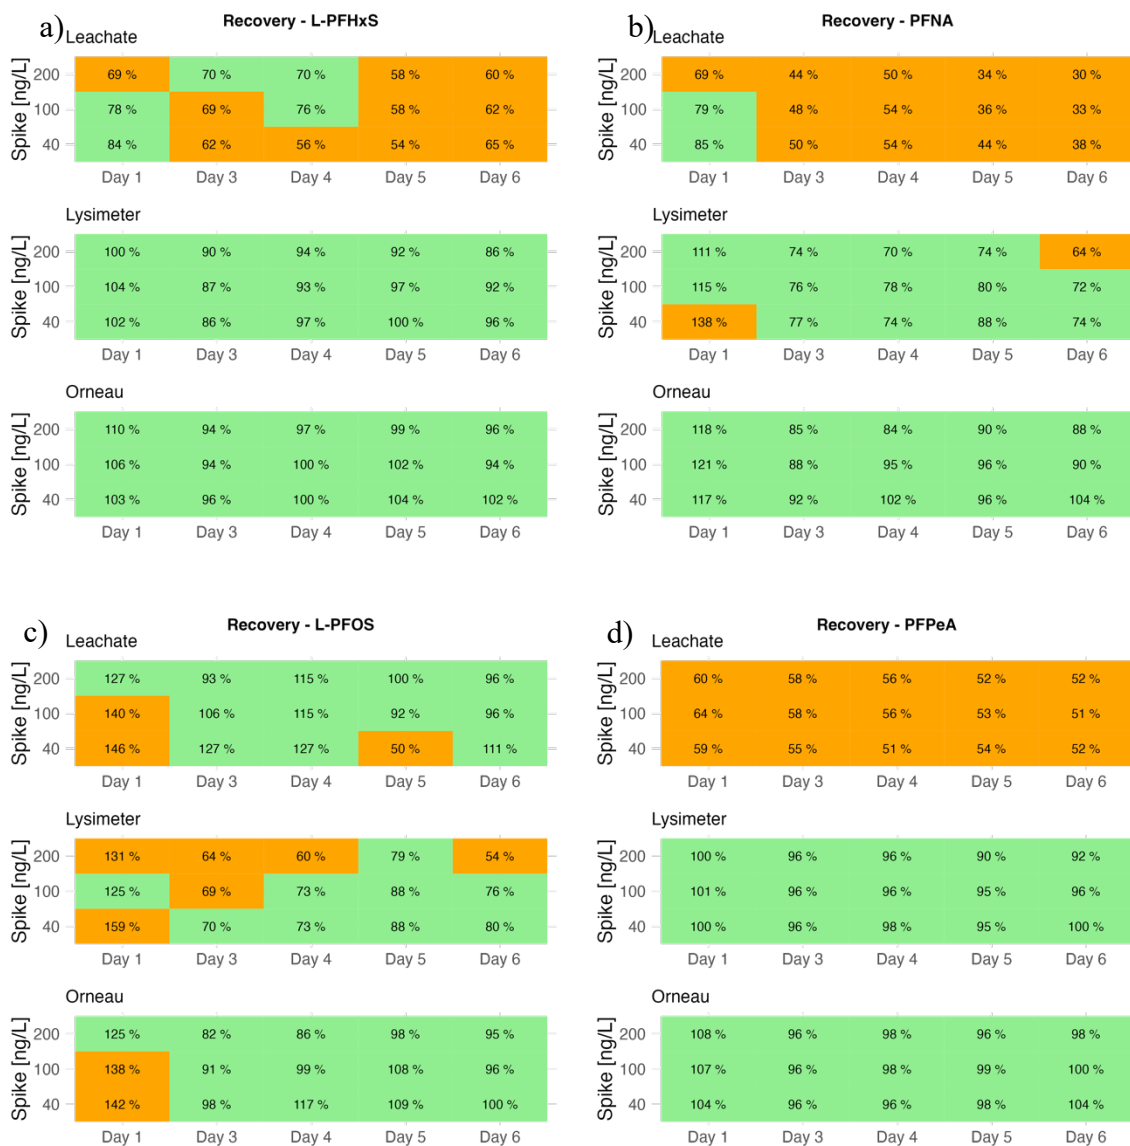 a)
Recovery - L-PFHxS
Leachate
Spike [ng/L]
200 69 % 70 % 70 % 58 % 60 %
100 78 % 69 % 76 % 58 % 62 %
40 84 % 62 % 56 % 54 % 65 %
Day 1 Day 3 Day 4 Day 5 Day 6
Lysimeter
Spike [ng/L]
200 100 % 90 % 94 % 92 % 86 %
100 104 % 87 % 93 % 97 % 92 %
40 102 % 86 % 97 % 100 % 96 %
Day 1 Day 3 Day 4 Day 5 Day 6
Orneau
Spike [ng/L]
200 110 % 94 % 97 % 99 % 96 %
100 106 % 94 % 100 % 102 % 94 %
40 103 % 96 % 100 % 104 % 102 %
Day 1 Day 3 Day 4 Day 5 Day 6
b)
Recovery - PFNA
Leachate
Spike [ng/L]
200 69 % 44 % 50 % 34 % 30 %
100 79 % 48 % 54 % 36 % 33 %
40 85 % 50 % 54 % 44 % 38 %
Day 1 Day 3 Day 4 Day 5 Day 6
Lysimeter
Spike [ng/L]
200 111 % 74 % 70 % 74 % 64 %
100 115 % 76 % 78 % 80 % 72 %
40 138 % 77 % 74 % 88 % 74 %
Day 1 Day 3 Day 4 Day 5 Day 6
Orneau
Spike [ng/L]
200 118 % 85 % 84 % 90 % 88 %
100 121 % 88 % 95 % 96 % 90 %
40 117 % 92 % 102 % 96 % 104 %
Day 1 Day 3 Day 4 Day 5 Day 6
c)
Recovery - L-PFOS
Leachate
Spike [ng/L]
200 127 % 93 % 115 % 100 % 96 %
100 140 % 106 % 115 % 92 % 96 %
40 146 % 127 % 127 % 50 % 111 %
Day 1 Day 3 Day 4 Day 5 Day 6
Lysimeter
Spike [ng/L]
200 131 % 64 % 60 % 79 % 54 %
100 125 % 69 % 73 % 88 % 76 %
40 159 % 70 % 73 % 88 % 80 %
Day 1 Day 3 Day 4 Day 5 Day 6
Orneau
Spike [ng/L]
200 125 % 82 % 86 % 98 % 95 %
100 138 % 91 % 99 % 108 % 96 %
40 142 % 98 % 117 % 109 % 100 %
Day 1 Day 3 Day 4 Day 5 Day 6
d)
Recovery - PFPeA
Leachate
Spike [ng/L]
200 60 % 58 % 56 % 52 % 52 %
100 64 % 58 % 56 % 53 % 51 %
40 59 % 55 % 51 % 54 % 52 %
Day 1 Day 3 Day 4 Day 5 Day 6
Lysimeter
Spike [ng/L]
200 100 % 96 % 96 % 90 % 92 %
100 101 % 96 % 96 % 95 % 96 %
40 100 % 96 % 98 % 95 % 100 %
Day 1 Day 3 Day 4 Day 5 Day 6
Orneau
Spike [ng/L]
200 108 % 96 % 98 % 96 % 98 %
100 107 % 96 % 98 % 99 % 100 %
40 104 % 96 % 96 % 98 % 104 %
Day 1 Day 3 Day 4 Day 5 Day 6